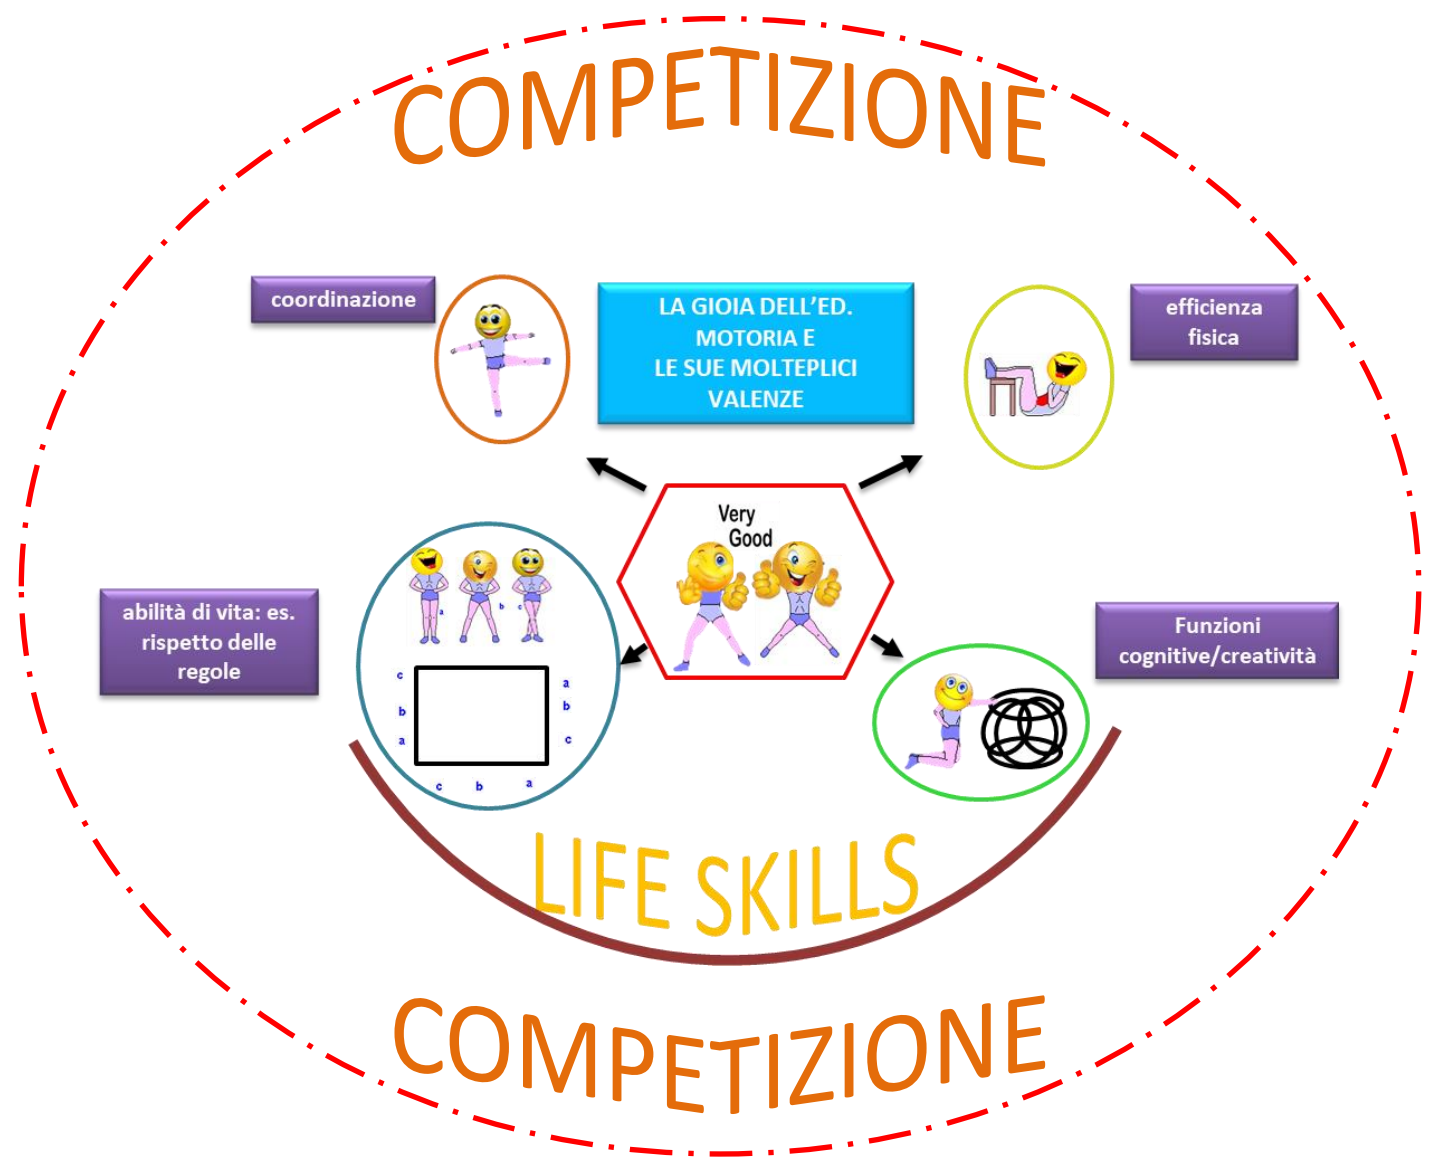 COMPETIZIONE
coordinazione
LA GIOIA DELL'ED.
MOTORIA E
LE SUE MOLTEPLICI
VALENZE
efficienza
fisica
Very
Good
abilità di vita: es.
rispetto delle
regole
a b c
c
b
a
a
b
c
c b a
Funzioni
cognitive/creatività
LIFE SKILLS
COMPETIZIONE